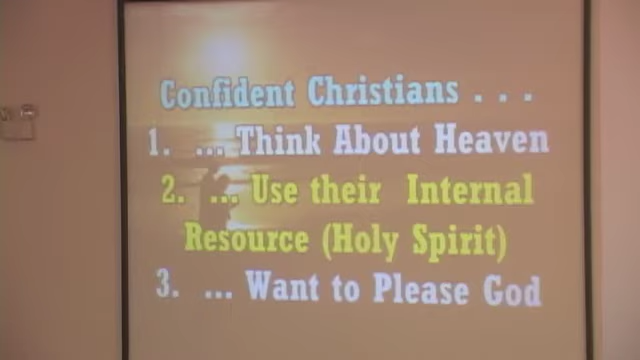 Confident Christians . . .
1. ... Think About Heaven
2. ... Use their Internal
Resource (Holy Spirit)
3. ... Want to Please God